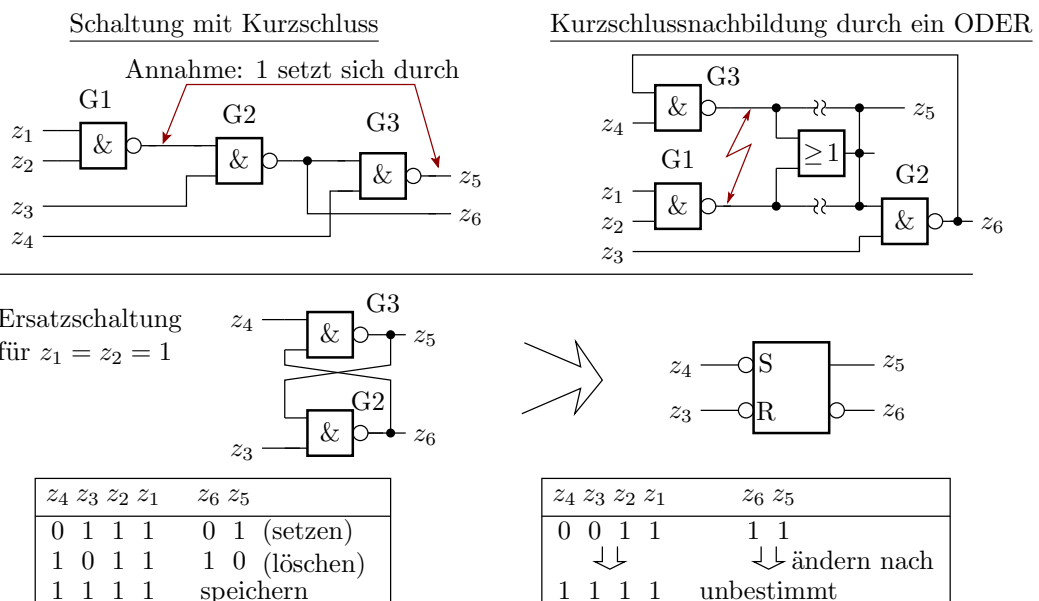 Schaltung mit Kurzschluss
Annahme: 1 setzt sich durch
G1
G2
G3
z1
z2
z3
z4
&
&
&
z5
z6
Kurzschlussnachbildung durch ein ODER
G3
&
z4
z5
G1
≥1
z1
z2
&
G2
&
z3
z6
Ersatzschaltung
für z1 = z2 = 1
G3
z4
&
z5
G2
&
z6
z3
z4
S
z5
z3
R
z6
z4 z3 z2 z1 z6 z5
0 1 1 1 0 1 (setzen)
1 0 1 1 1 0 (löschen)
1 1 1 1 speichern
z4 z3 z2 z1 z6 z5
0 0 1 1 1 1
ändern nach
1 1 1 1 unbestimmt